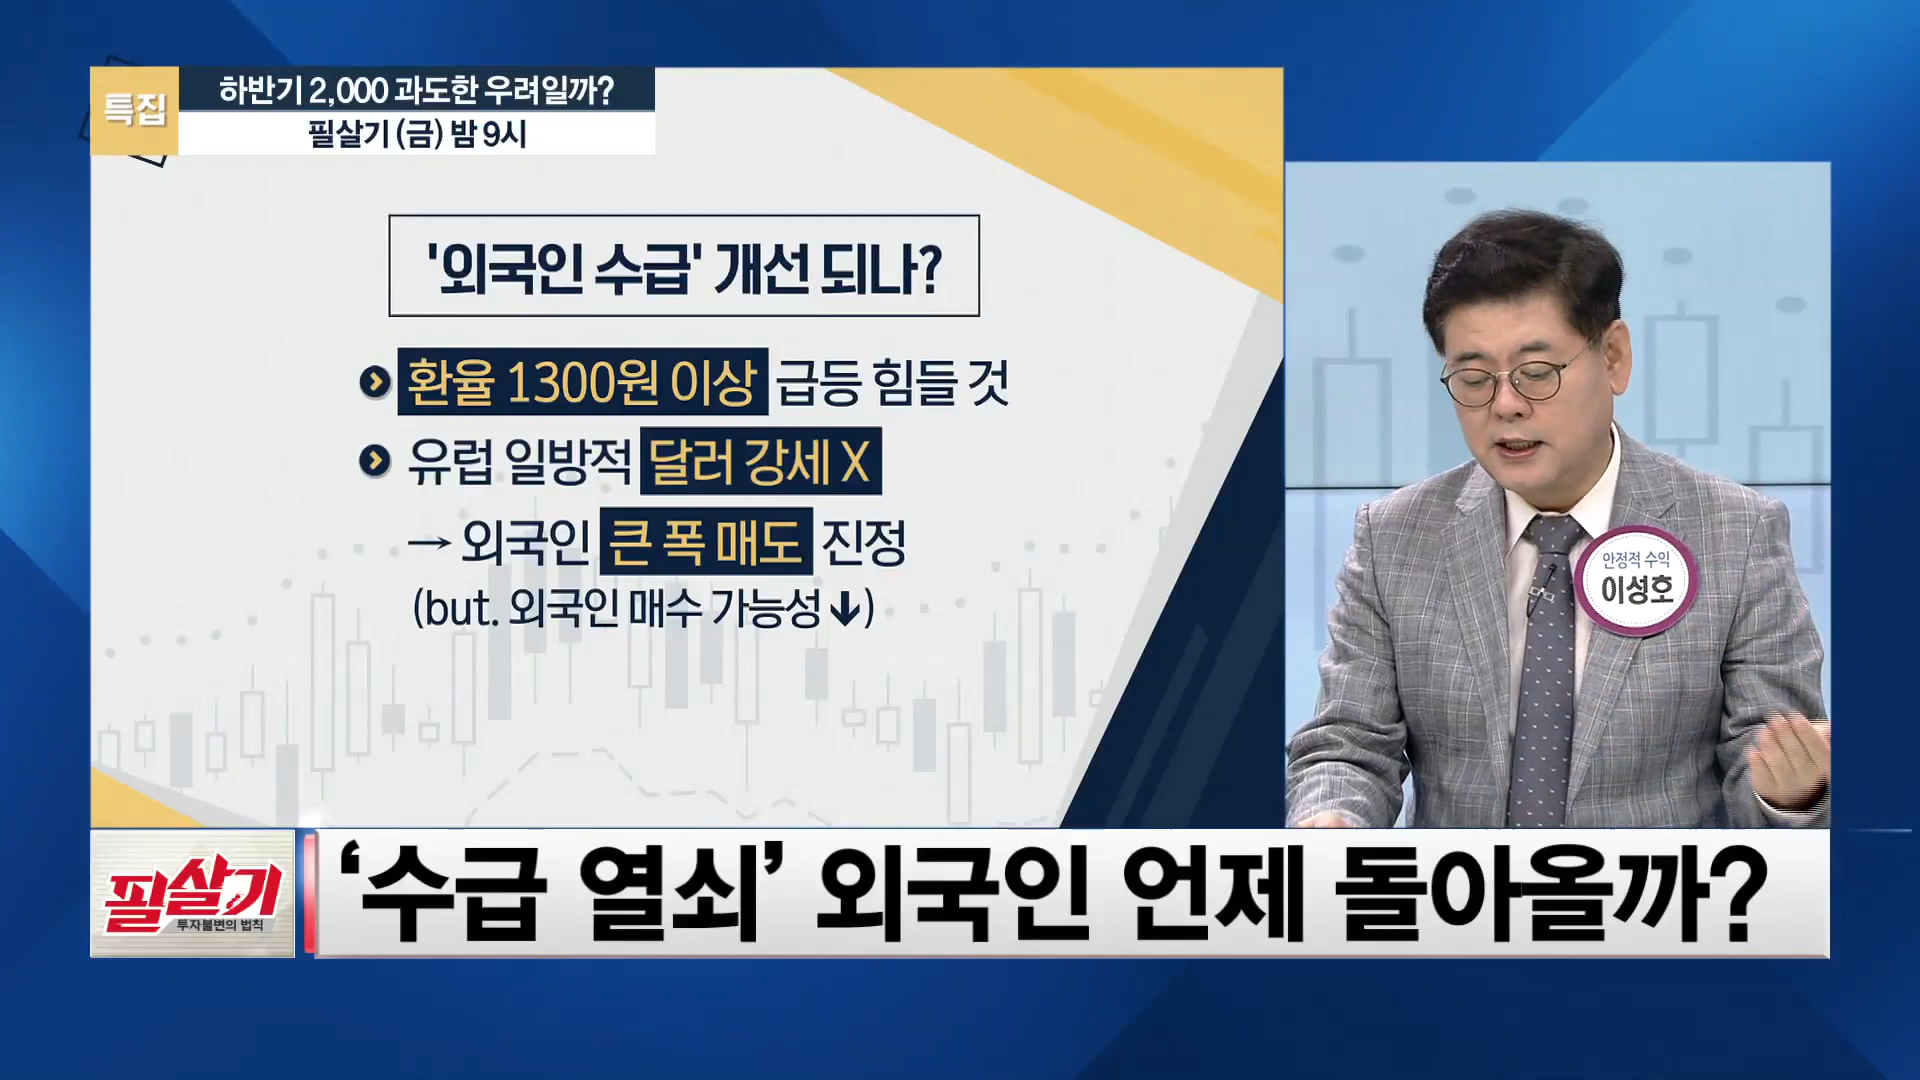 특집
하반기 2,000 과도한 우려일까?
필살기 (금) 밤 9시
'외국인 수급' 개선 되나?
환율 1300원 이상 급등 힘들 것
유럽 일방적 달러 강세 X
→ 외국인 큰 폭 매도 진정
(but. 외국인 매수 가능성↓)
안정적 수익
이성호
필살기
투자불변의 법칙
‘수급 열쇠’ 외국인 언제 돌아올까?